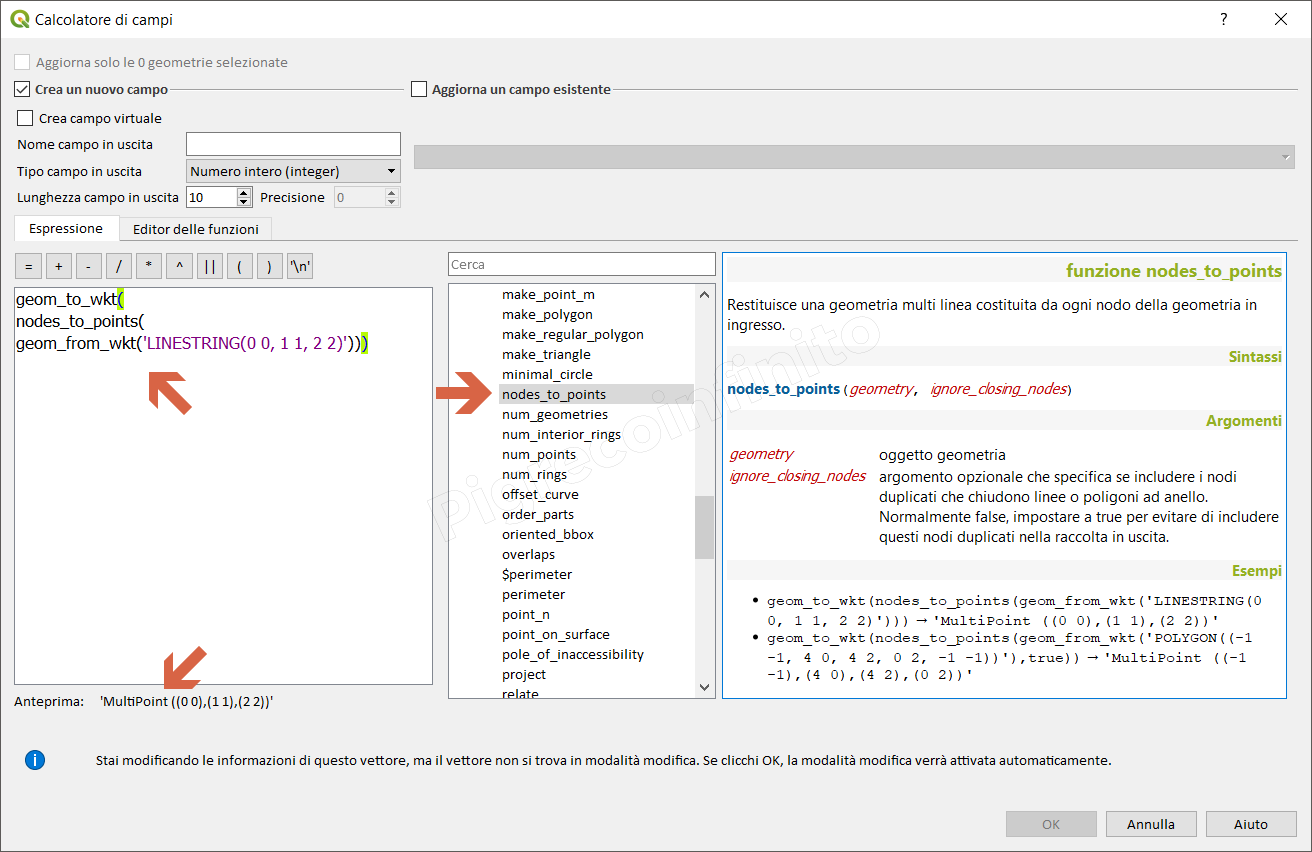 Calcolatore di campi
?
Aggiorna solo le 0 geometrie selezionate
Crea un nuovo campo
Aggiorna un campo esistente
Crea campo virtuale
Nome campo in uscita
Tipo campo in uscita
Numero intero (integer)
Lunghezza campo in uscita
10
Precisione
0
Espressione
Editor delle funzioni
= + - / * ^ || ( ) '\n'
geom_to_wkt(
nodes_to_points(
geom_from_wkt('LINESTRING(0 0, 1 1, 2 2)')))
Anteprima: 'MultiPoint ((0 0),(1 1),(2 2))'
Cerca
make_point_m
make_polygon
make_regular_polygon
make_triangle
minimal_circle
nodes_to_points
num_geometries
num_interior_rings
num_points
num_rings
offset_curve
order_parts
oriented_bbox
overlaps
$perimeter
perimeter
point_n
point_on_surface
pole_of_inaccessibility
project
relate
funzione nodes_to_points
Restituisce una geometria multi linea costituita da ogni nodo della geometria in
ingresso.
Sintassi
nodes_to_points(geometry, ignore_closing_nodes)
Argomenti
geometry oggetto geometria
ignore_closing_nodes argomento opzionale che specifica se includere i nodi
duplicati che chiudono linee o poligoni ad anello.
Normalmente false, impostare a true per evitare di includere
questi nodi duplicati nella raccolta in uscita.
Esempi
• geom_to_wkt(nodes_to_points(geom_from_wkt('LINESTRING(0
0, 1 1, 2 2)'))) → 'MultiPoint ((0 0),(1 1),(2 2))'
• geom_to_wkt(nodes_to_points(geom_from_wkt('POLYGON((-1
-1, 4 0, 4 2, 0 2, -1 -1))'),true)) → 'MultiPoint ((-1
-1),(4 0),(4 2),(0 2))'
Pigrecoinfinito
Stai modificando le informazioni di questo vettore, ma il vettore non si trova in modalità modifica. Se clicchi OK, la modalità modifica verrà attivata automaticamente.
OK
Annulla
Aiuto